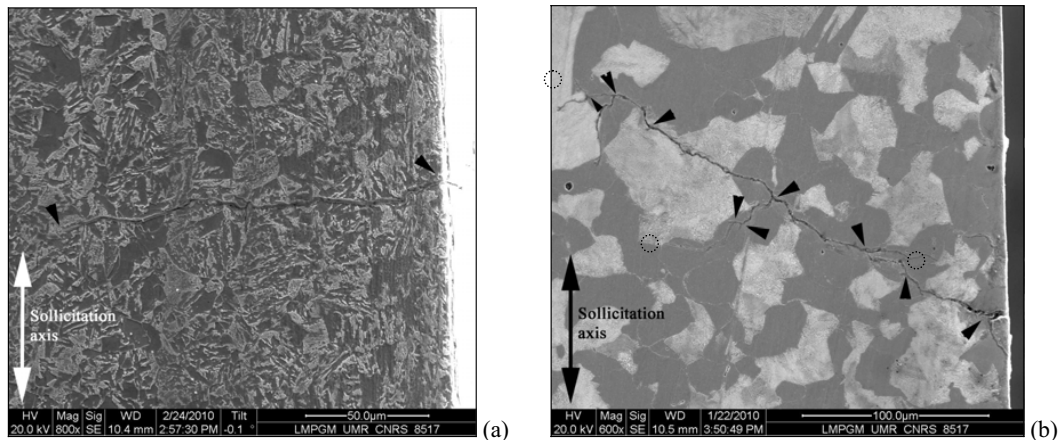 Sollicitation
axis
HV Mag Sig WD 2/24/2010 Tilt 50.0µm
20.0 kV 800x SE 10.4 mm 2:57:30 PM -0.1 ° LMPGM UMR CNRS 8517
(a)
Sollicitation
axis
HV Mag Sig WD 1/22/2010 100.0µm
20.0 kV 600x SE 10.5 mm 3:50:49 PM LMPGM UMR CNRS 8517
(b)